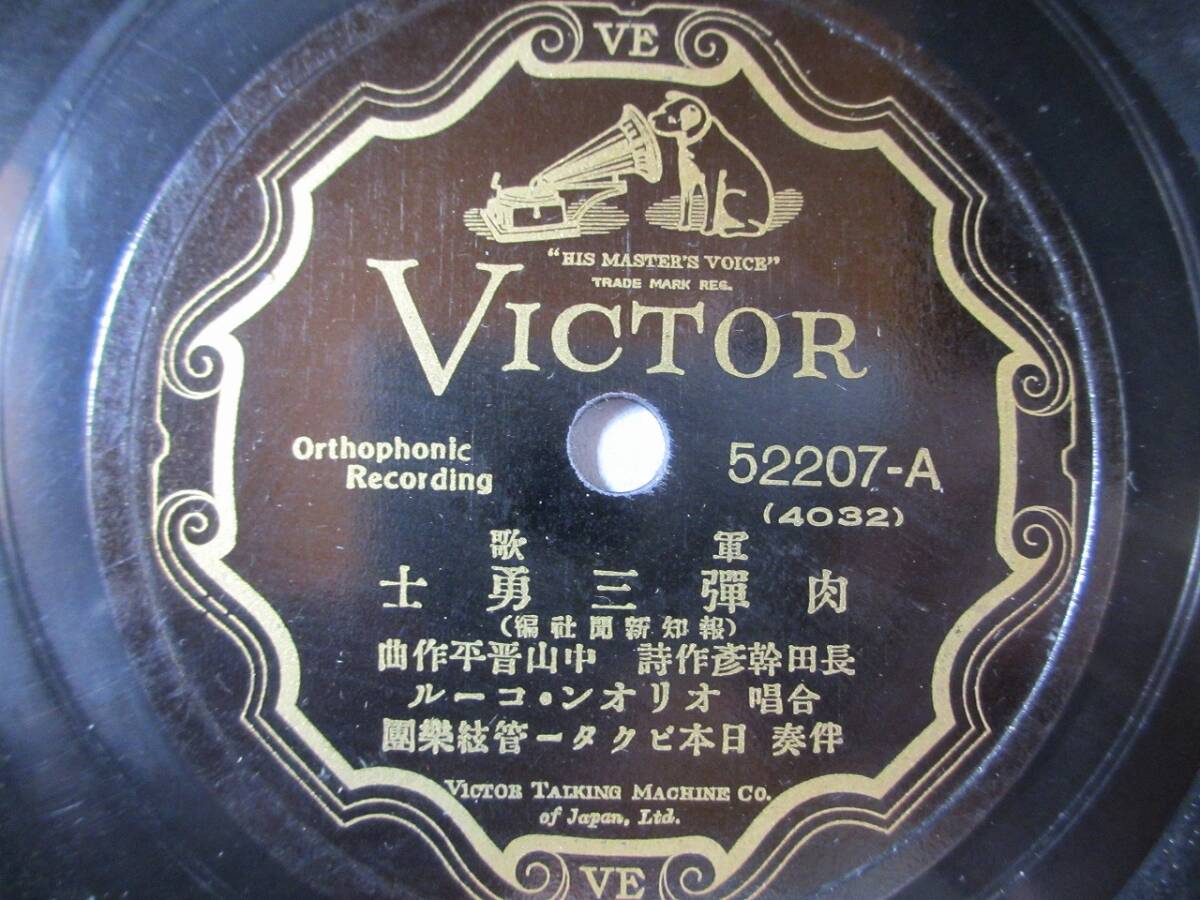 VE
"HIS MASTER'S VOICE"
TRADE MARK REG.
VICTOR
Orthophonic
Recording
52207-A
(4032)
軍歌
肉彈三勇士
(報知新聞社編)
長田幹彥作詩 中山晋平作曲
合唱 オリオン・コール
伴奏 日本ビクター管絃樂團
VICTOR TALKING MACHINE CO.
of Japan, Ltd.
VE